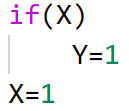 if(X)
    Y=1
X=1